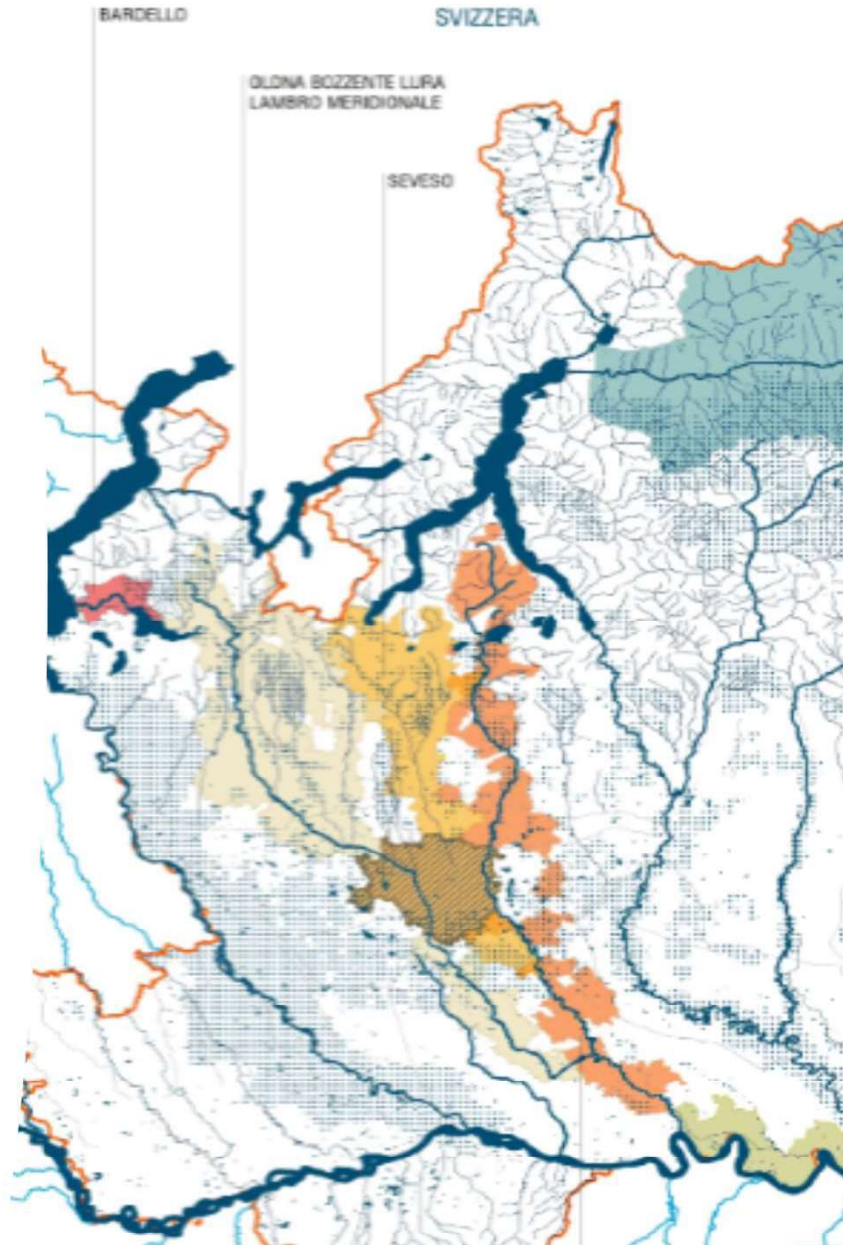 BARDELLO
SVIZZERA
OLONA BOZZENTE LURA
LAMBRO MERIDIONALE
SEVESO